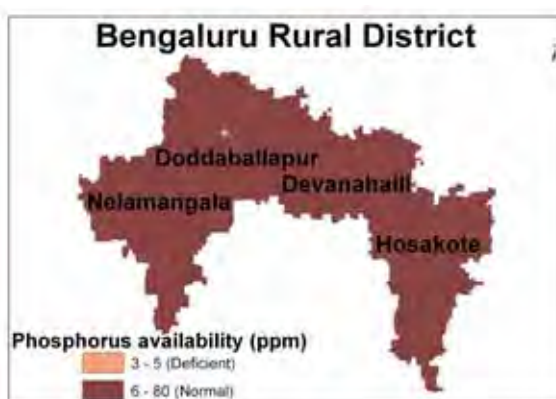 Bengaluru Rural District
Doddaballapur
Devanahalli
Nelamangala
Hosakote
Phosphorus availability (ppm)
3 - 5 (Deficient)
6 - 80 (Normal)